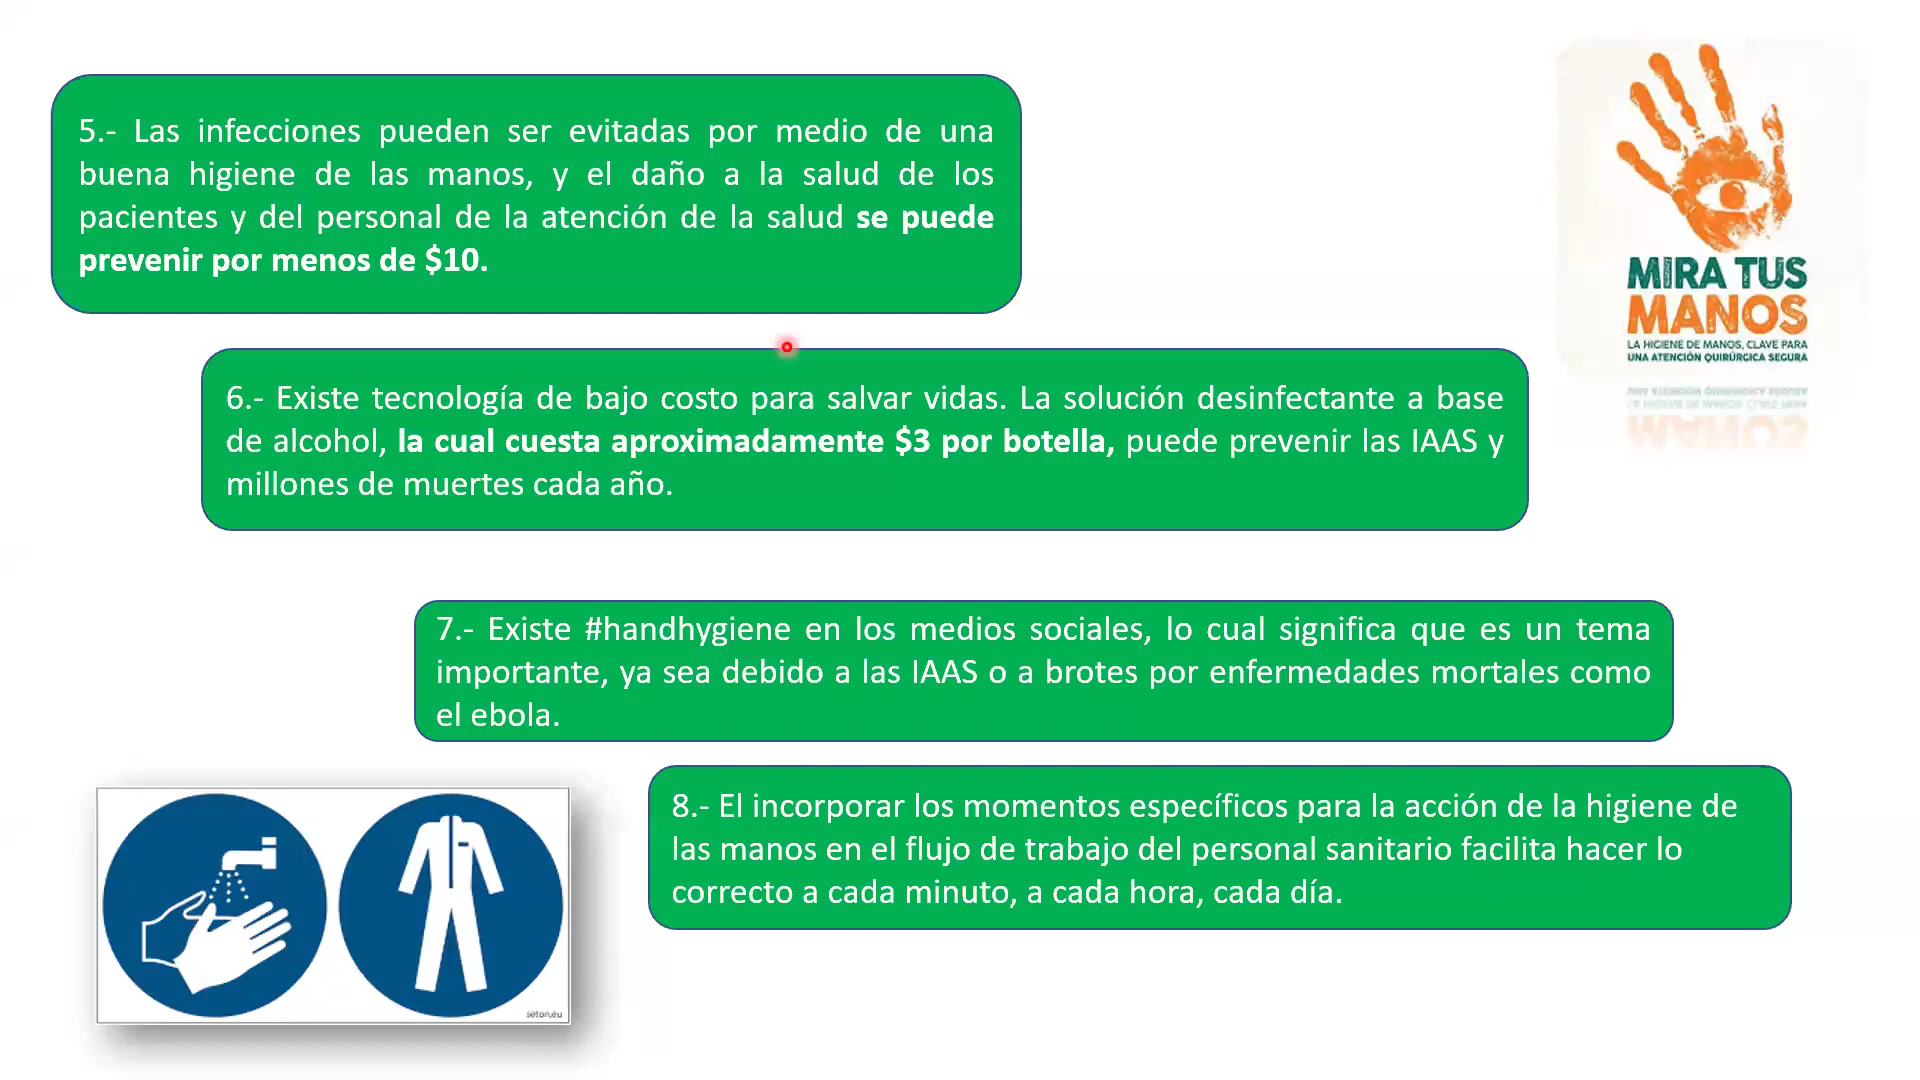 5.- Las infecciones pueden ser evitadas por medio de una
buena higiene de las manos, y el daño a la salud de los
pacientes y del personal de la atención de la salud se puede
prevenir por menos de $10.
MIRA TUS
MANOS
LA HIGIENE DE MANOS, CLAVE PARA
UNA ATENCIÓN QUIRÚRGICA SEGURA
6.- Existe tecnología de bajo costo para salvar vidas. La solución desinfectante a base
de alcohol, la cual cuesta aproximadamente $3 por botella, puede prevenir las IAAS y
millones de muertes cada año.
7.- Existe #handhygiene en los medios sociales, lo cual significa que es un tema
importante, ya sea debido a las IAAS o a brotes por enfermedades mortales como
el ebola.
8.- El incorporar los momentos específicos para la acción de la higiene de
las manos en el flujo de trabajo del personal sanitario facilita hacer lo
correcto a cada minuto, a cada hora, cada día.
seton.eu